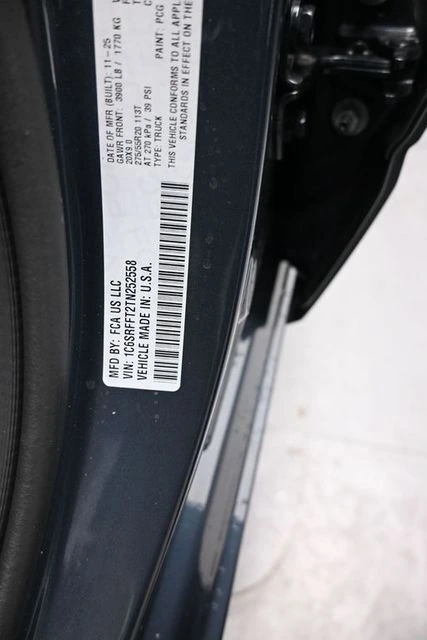 MFD BY: FCA US LLC
VIN: 1C6SRFFT2TN252558
VEHICLE MADE IN: U.S.A.
DATE OF MFR (BUILT): 11-25
GAWR FRONT: 3900 LB / 1770 KG
20X9.0
275/55R20 113T
AT 270 kPa / 39 PSI
TYPE: TRUCK
PAINT: PCG
THIS VEHICLE CONFORMS TO ALL APPL
STANDARDS IN EFFECT ON THE